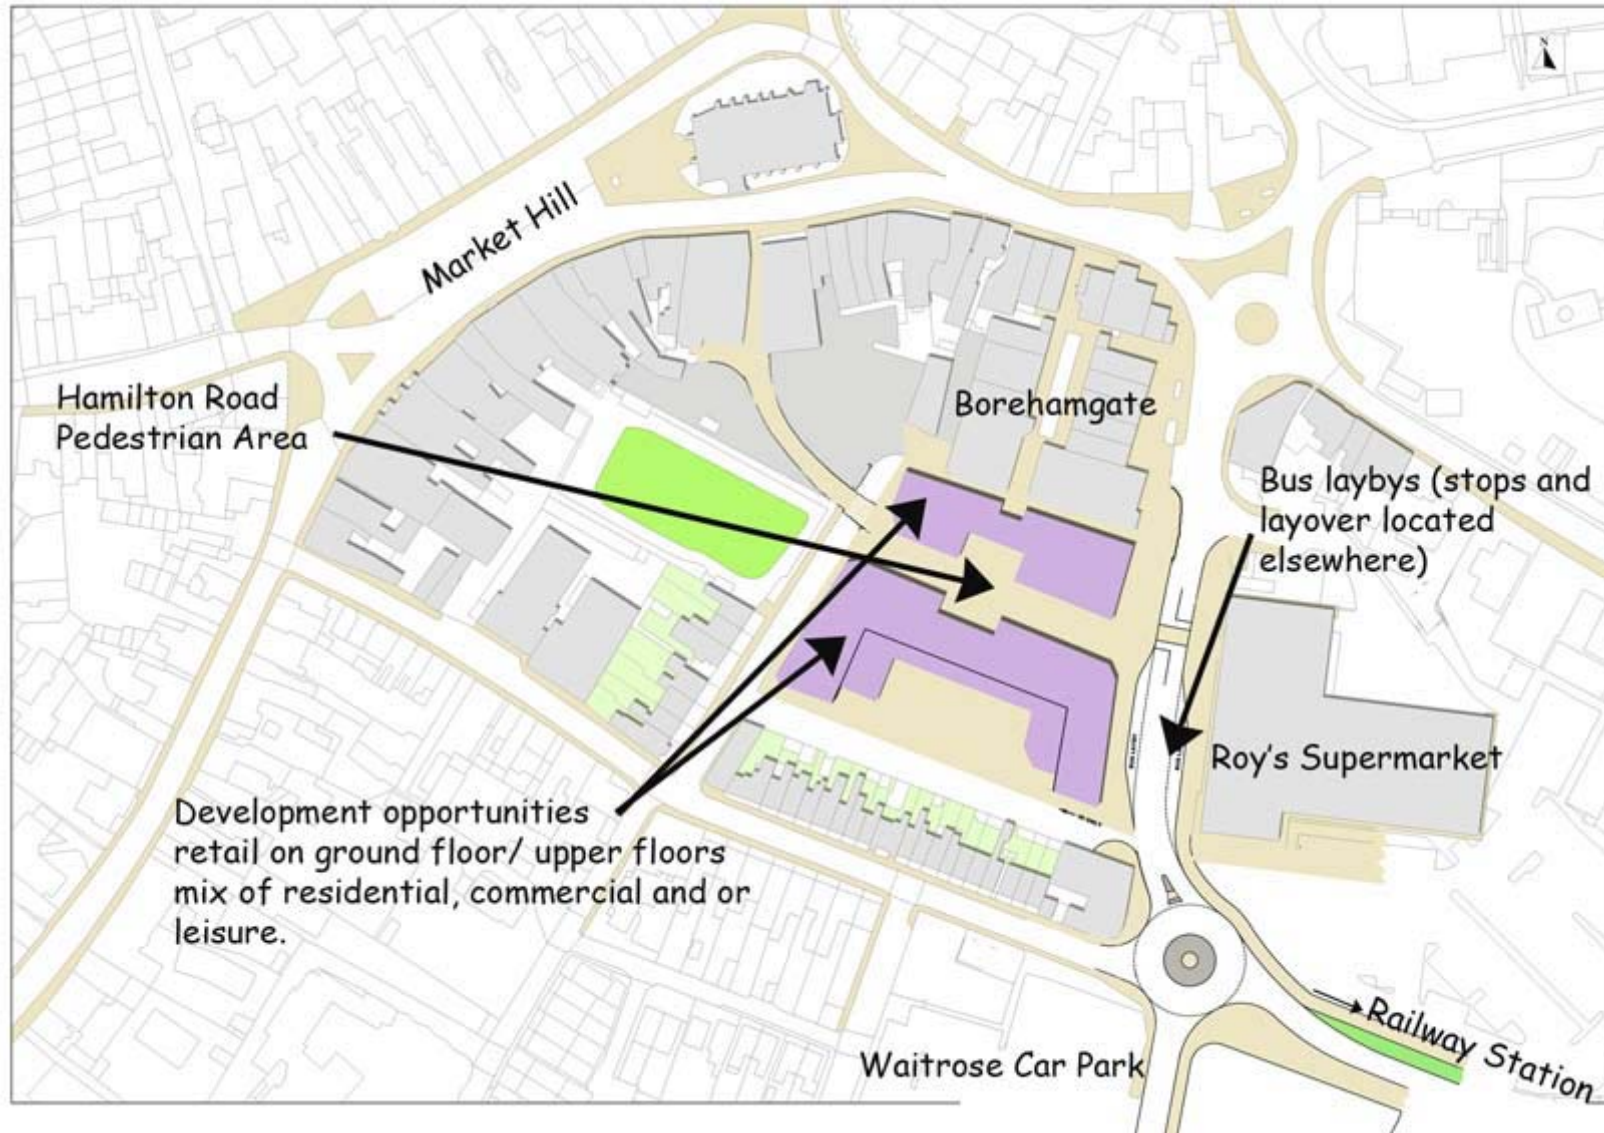 N
Market Hill
Hamilton Road
Pedestrian Area
Borehamgate
Bus laybys (stops and
layover located
elsewhere)
Roy's Supermarket
Development opportunities
retail on ground floor/ upper floors
mix of residential, commercial and or
leisure.
Railway Station
Waitrose Car Park